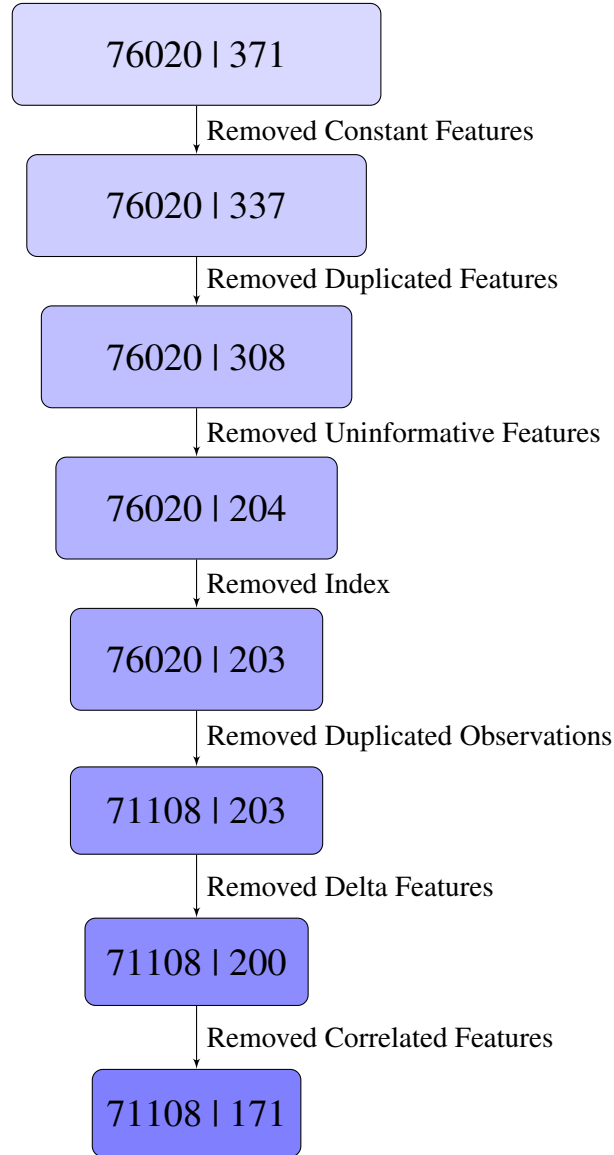 76020 | 371
Removed Constant Features
76020 | 337
Removed Duplicated Features
76020 | 308
Removed Uninformative Features
76020 | 204
Removed Index
76020 | 203
Removed Duplicated Observations
71108 | 203
Removed Delta Features
71108 | 200
Removed Correlated Features
71108 | 171